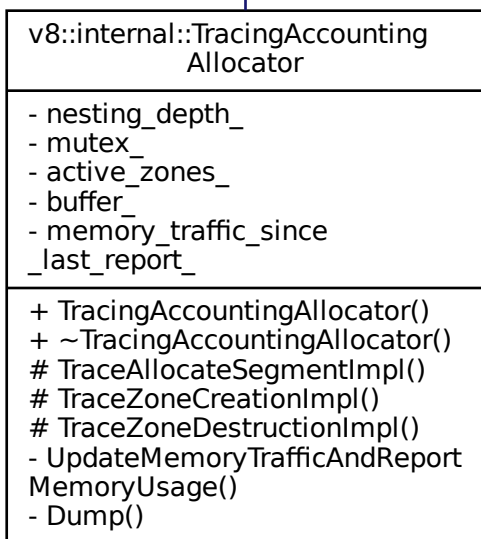 v8::internal::TracingAccounting
Allocator
- nesting_depth_
- mutex_
- active_zones_
- buffer_
- memory_traffic_since
_last_report_
+ TracingAccountingAllocator()
+ ~TracingAccountingAllocator()
# TraceAllocateSegmentImpl()
# TraceZoneCreationImpl()
# TraceZoneDestructionImpl()
- UpdateMemoryTrafficAndReport
MemoryUsage()
- Dump()